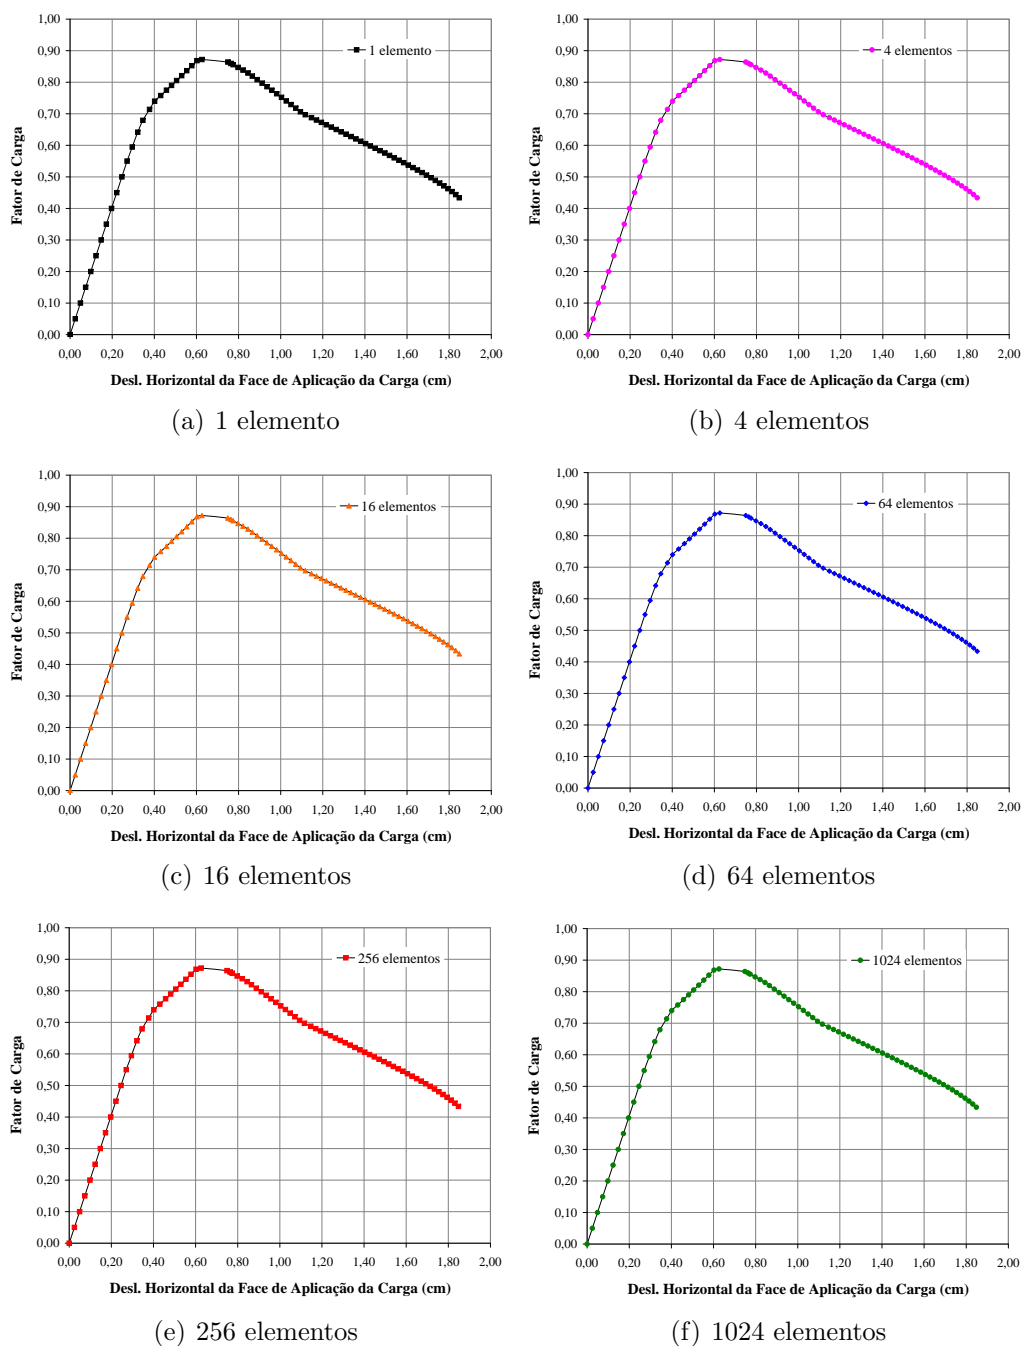 1,00
0,90
0,80
0,70
0,60
0,50
0,40
0,30
0,20
0,10
0,00
Fator de Carga
1 elemento
0,00 0,20 0,40 0,60 0,80 1,00 1,20 1,40 1,60 1,80 2,00
Desl. Horizontal da Face de Aplicação da Carga (cm)
(a) 1 elemento
1,00
0,90
0,80
0,70
0,60
0,50
0,40
0,30
0,20
0,10
0,00
Fator de Carga
4 elementos
0,00 0,20 0,40 0,60 0,80 1,00 1,20 1,40 1,60 1,80 2,00
Desl. Horizontal da Face de Aplicação da Carga (cm)
(b) 4 elementos
1,00
0,90
0,80
0,70
0,60
0,50
0,40
0,30
0,20
0,10
0,00
Fator de Carga
16 elementos
0,00 0,20 0,40 0,60 0,80 1,00 1,20 1,40 1,60 1,80 2,00
Desl. Horizontal da Face de Aplicação da Carga (cm)
(c) 16 elementos
1,00
0,90
0,80
0,70
0,60
0,50
0,40
0,30
0,20
0,10
0,00
Fator de Carga
64 elementos
0,00 0,20 0,40 0,60 0,80 1,00 1,20 1,40 1,60 1,80 2,00
Desl. Horizontal da Face de Aplicação da Carga (cm)
(d) 64 elementos
1,00
0,90
0,80
0,70
0,60
0,50
0,40
0,30
0,20
0,10
0,00
Fator de Carga
256 elementos
0,00 0,20 0,40 0,60 0,80 1,00 1,20 1,40 1,60 1,80 2,00
Desl. Horizontal da Face de Aplicação da Carga (cm)
(e) 256 elementos
1,00
0,90
0,80
0,70
0,60
0,50
0,40
0,30
0,20
0,10
0,00
Fator de Carga
1024 elementos
0,00 0,20 0,40 0,60 0,80 1,00 1,20 1,40 1,60 1,80 2,00
Desl. Horizontal da Face de Aplicação da Carga (cm)
(f) 1024 elementos